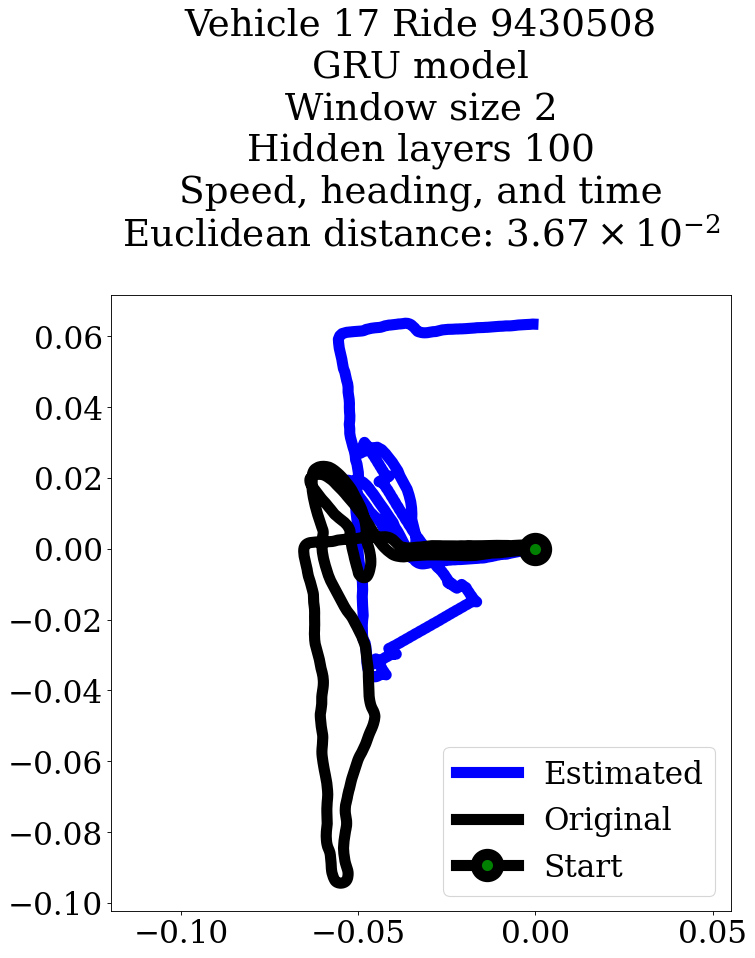 Vehicle 17 Ride 9430508
GRU model
Window size 2
Hidden layers 100
Speed, heading, and time
Euclidean distance: 3.67 × 10⁻²
0.06
0.04
0.02
0.00
−0.02
−0.04
−0.06
−0.08
−0.10
Estimated
Original
Start
−0.10 −0.05 0.00 0.05